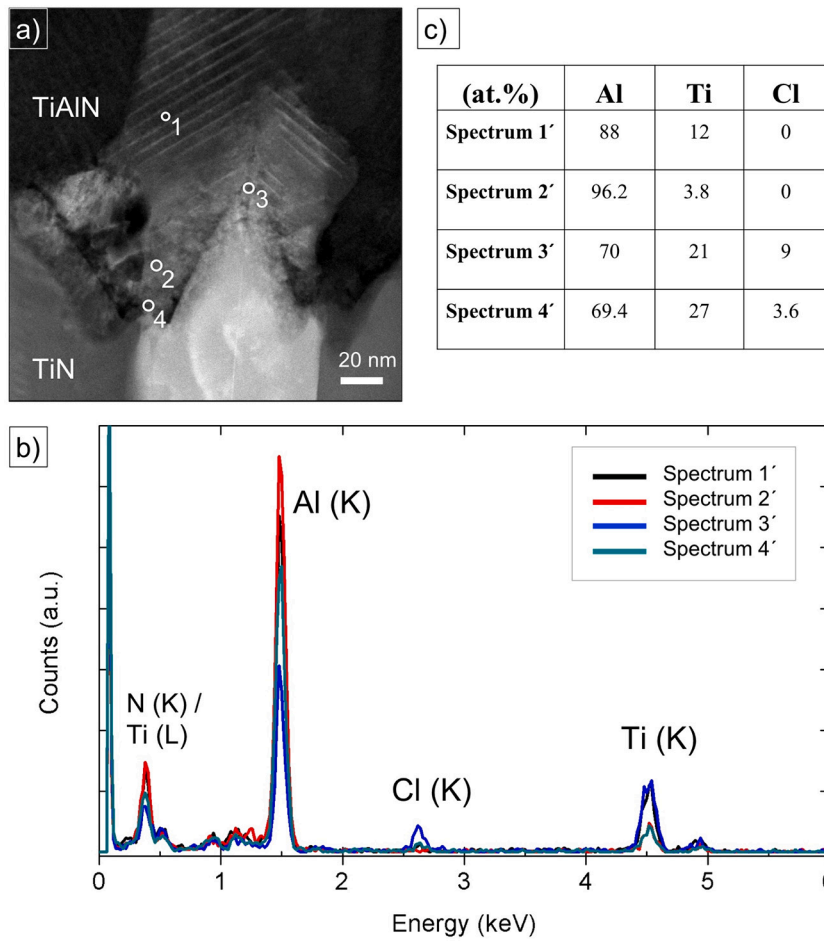 a)
TiAlN
1
3
2
4
TiN
20 nm
c)
(at.%) Al Ti Cl
Spectrum 1´ 88 12 0
Spectrum 2´ 96.2 3.8 0
Spectrum 3´ 70 21 9
Spectrum 4´ 69.4 27 3.6
b)
Spectrum 1´
Spectrum 2´
Spectrum 3´
Spectrum 4´
Al (K)
N (K) /
Ti (L)
Cl (K)
Ti (K)
Counts (a.u.)
0 1 2 3 4 5 6
Energy (keV)